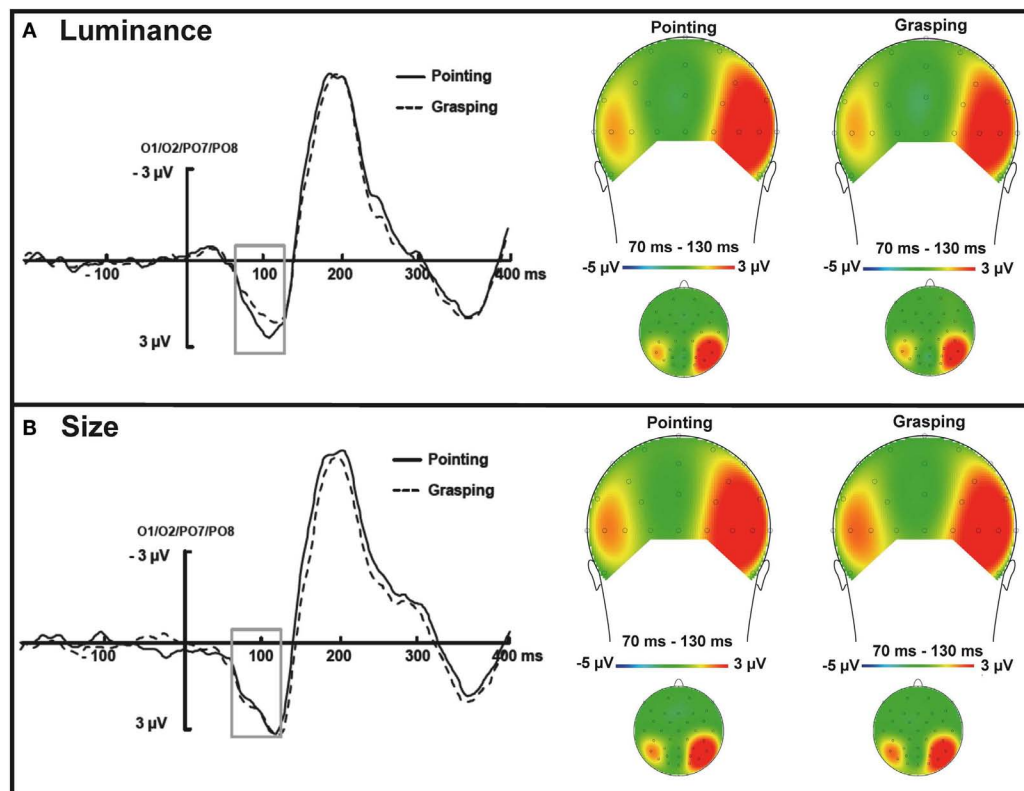 A Luminance
Pointing
Grasping
O1/O2/PO7/PO8
- 3 µV
- 100
100
200
300
400 ms
3 µV
Pointing
Grasping
70 ms - 130 ms
-5 µV
3 µV
70 ms - 130 ms
-5 µV
3 µV
B Size
Pointing
Grasping
O1/O2/PO7/PO8
- 3 µV
- 100
100
200
300
400 ms
3 µV
Pointing
Grasping
70 ms - 130 ms
-5 µV
3 µV
70 ms - 130 ms
-5 µV
3 µV